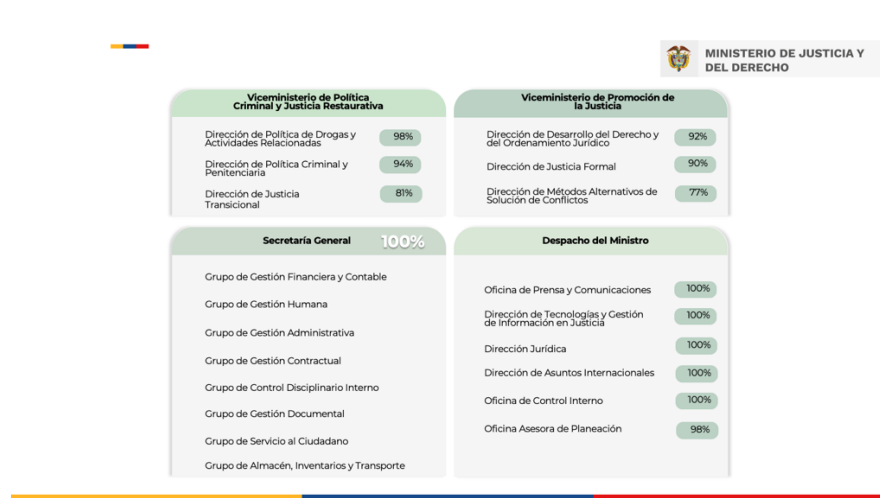 MINISTERIO DE JUSTICIA Y
DEL DERECHO
Viceministerio de Política
Criminal y Justicia Restaurativa
Dirección de Política de Drogas y
Actividades Relacionadas
98%
Dirección de Política Criminal y
Penitenciaria
94%
Dirección de Justicia
Transicional
81%
Viceministerio de Promoción de
la Justicia
Dirección de Desarrollo del Derecho y
del Ordenamiento Jurídico
92%
Dirección de Justicia Formal
90%
Dirección de Métodos Alternativos de
Solución de Conflictos
77%
Secretaría General 100%
Grupo de Gestión Financiera y Contable
Grupo de Gestión Humana
Grupo de Gestión Administrativa
Grupo de Gestión Contractual
Grupo de Control Disciplinario Interno
Grupo de Gestión Documental
Grupo de Servicio al Ciudadano
Grupo de Almacén, Inventarios y Transporte
Despacho del Ministro
Oficina de Prensa y Comunicaciones 100%
Dirección de Tecnologías y Gestión
de Información en Justicia
100%
Dirección Jurídica 100%
Dirección de Asuntos Internacionales 100%
Oficina de Control Interno 100%
Oficina Asesora de Planeación 98%